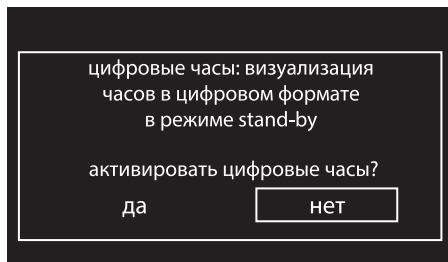 цифровые часы: визуализация
часов в цифровом формате
в режиме stand-by
активировать цифровые часы?
да нет